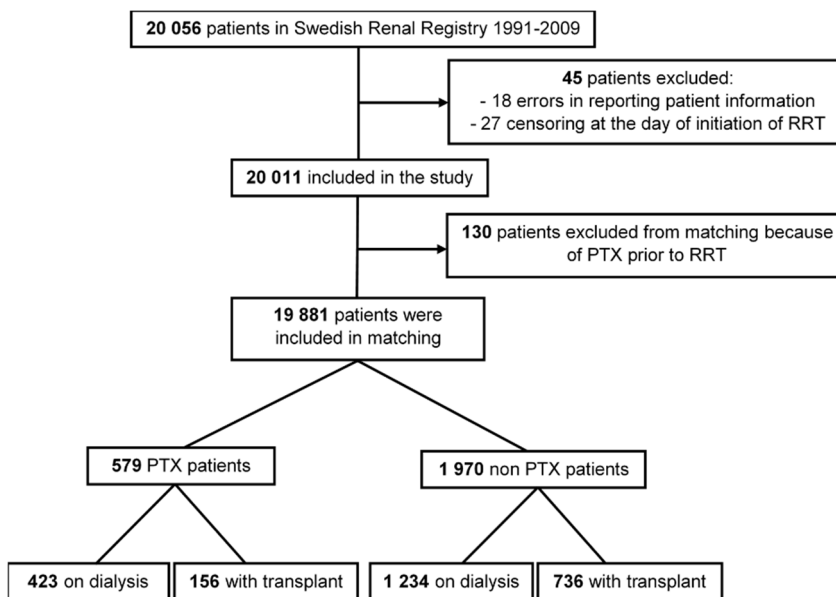 20 056 patients in Swedish Renal Registry 1991-2009
45 patients excluded:
- 18 errors in reporting patient information
- 27 censoring at the day of initiation of RRT
20 011 included in the study
130 patients excluded from matching because
of PTX prior to RRT
19 881 patients were
included in matching
579 PTX patients
1 970 non PTX patients
423 on dialysis
156 with transplant
1 234 on dialysis
736 with transplant